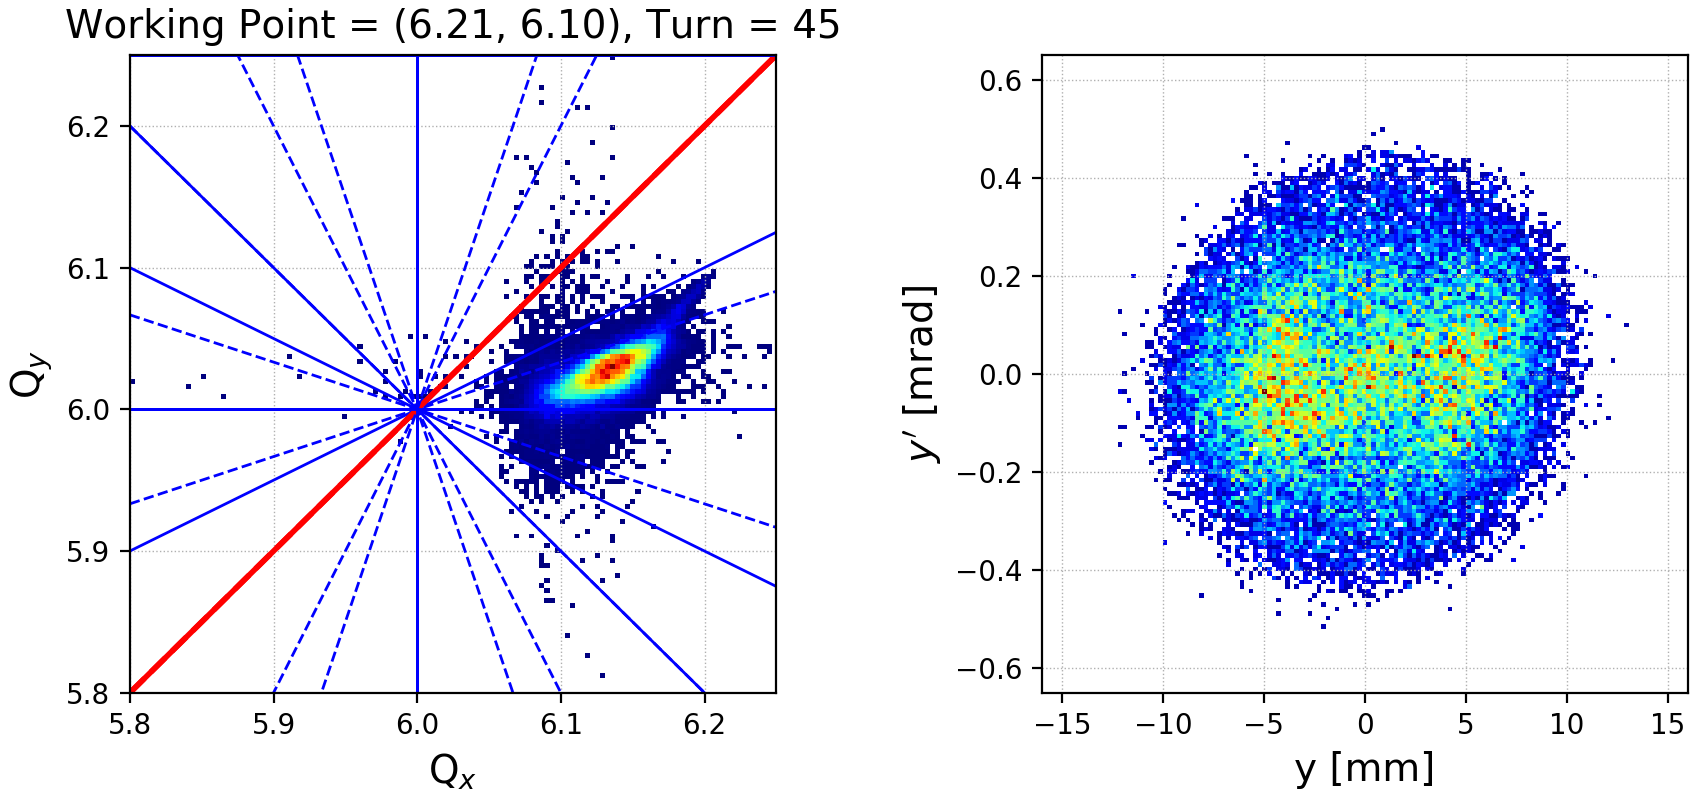 Working Point = (6.21, 6.10), Turn = 45
6.2
6.1
6.0
5.9
5.8
Q_y
5.8 5.9 6.0 6.1 6.2
Q_x
0.6
0.4
0.2
0.0
−0.2
−0.4
−0.6
y′ [mrad]
−15 −10 −5 0 5 10 15
y [mm]